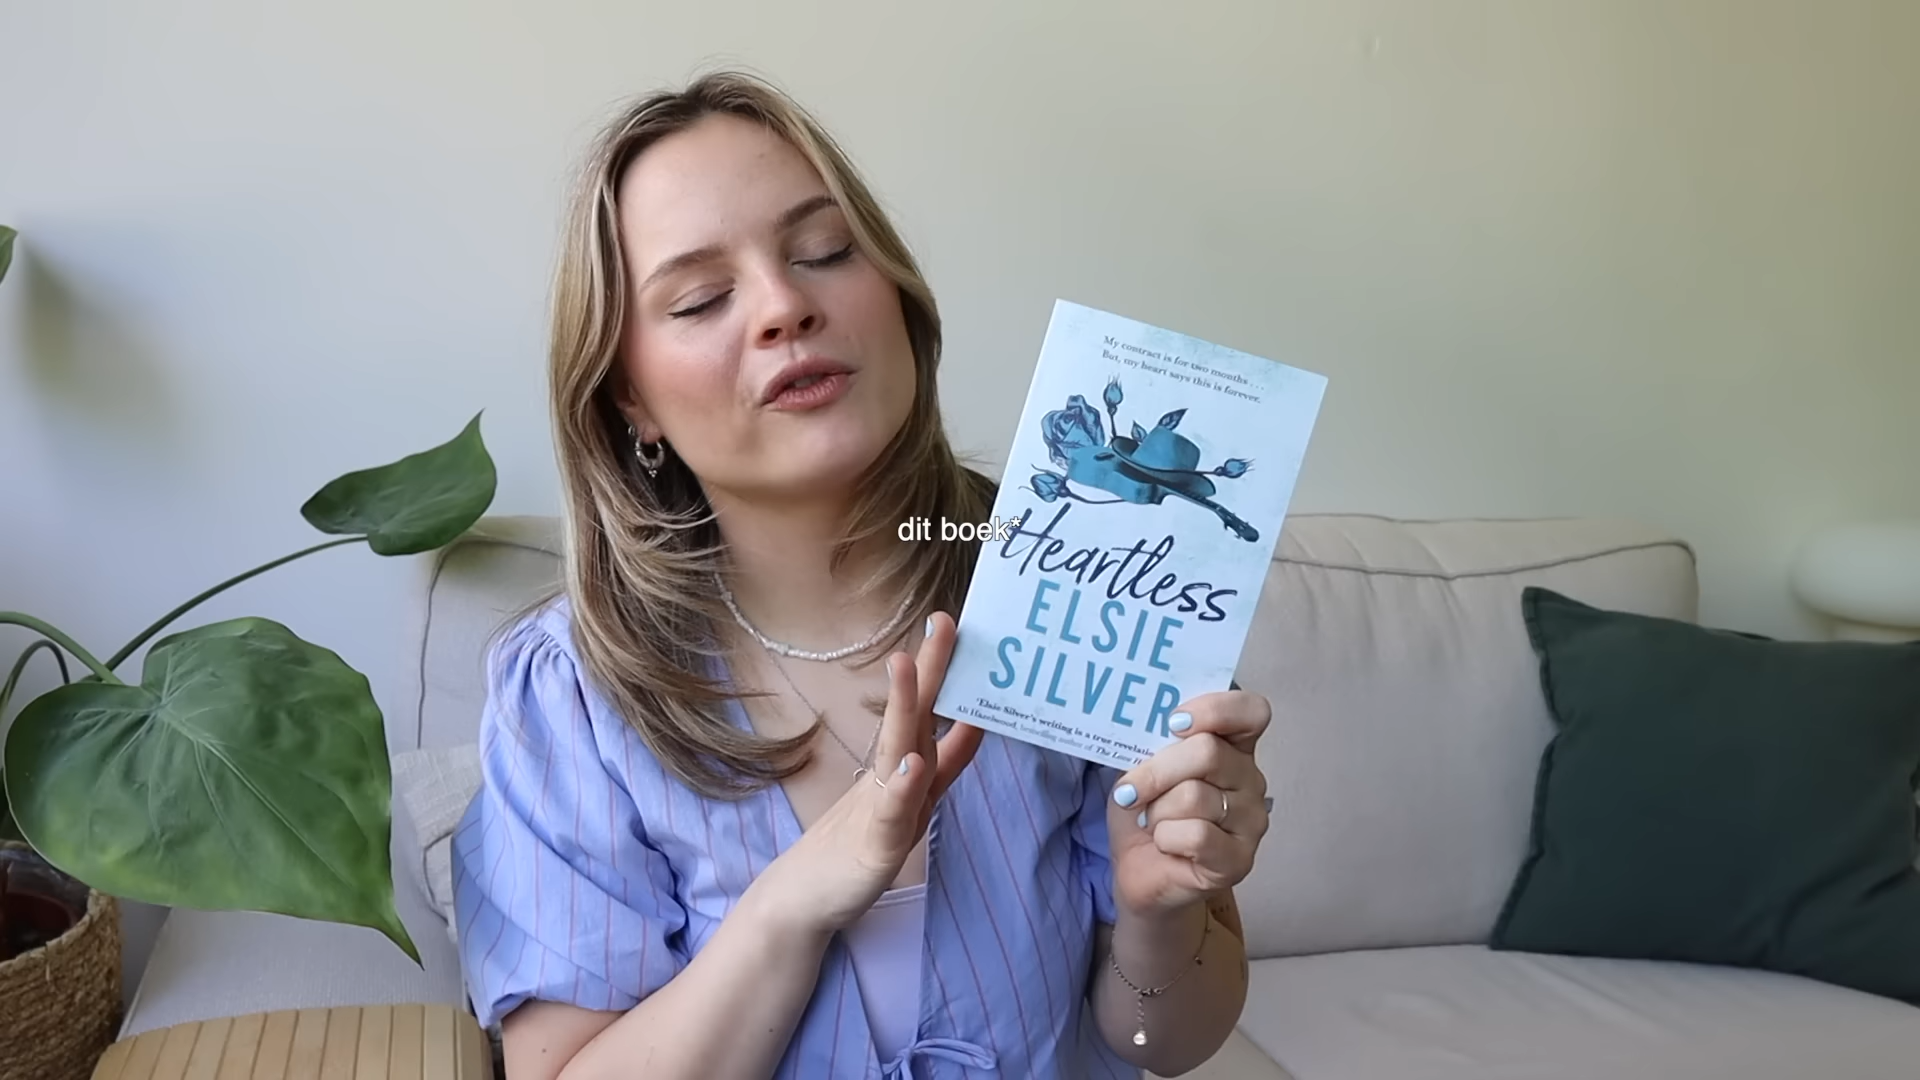 My contract is for two months . . .
But, my heart says this is forever.
dit boek*
Heartless
ELSIE
SILVER
'Elsie Silver's writing is a true revelatio
Ali Hazelwood, bestselling author of The Love H